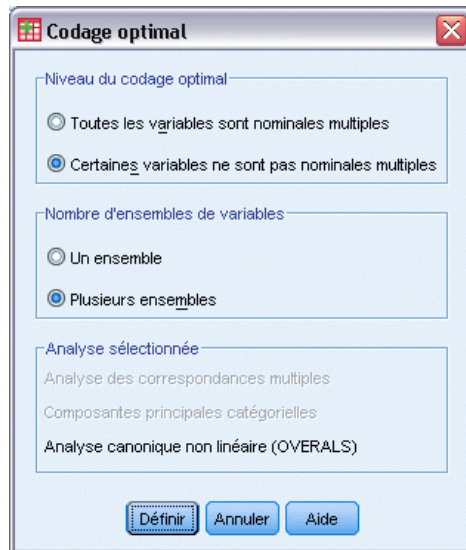 Codage optimal
Niveau du codage optimal
Toutes les variables sont nominales multiples
Certaines variables ne sont pas nominales multiples
Nombre d'ensembles de variables
Un ensemble
Plusieurs ensembles
Analyse sélectionnée
Analyse des correspondances multiples
Composantes principales catégorielles
Analyse canonique non linéaire (OVERALS)
Définir Annuler Aide